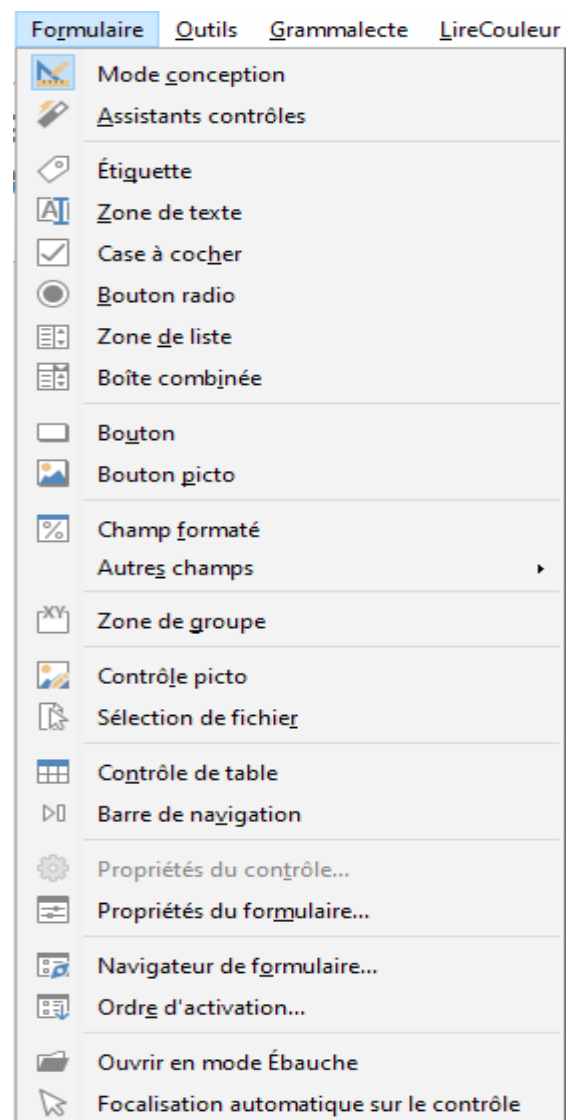 Formulaire Outils Grammalecte LireCouleur
Mode conception
Assistants contrôles
Étiquette
Zone de texte
Case à cocher
Bouton radio
Zone de liste
Boîte combinée
Bouton
Bouton picto
Champ formaté
Autres champs
Zone de groupe
Contrôle picto
Sélection de fichier
Contrôle de table
Barre de navigation
Propriétés du contrôle...
Propriétés du formulaire...
Navigateur de formulaire...
Ordre d'activation...
Ouvrir en mode Ébauche
Focalisation automatique sur le contrôle